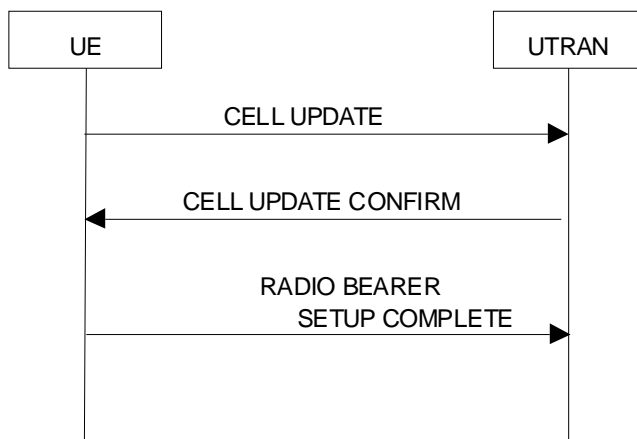 UE
UTRAN
CELL UPDATE
CELL UPDATE CONFIRM
RADIO BEARER
SETUP COMPLETE